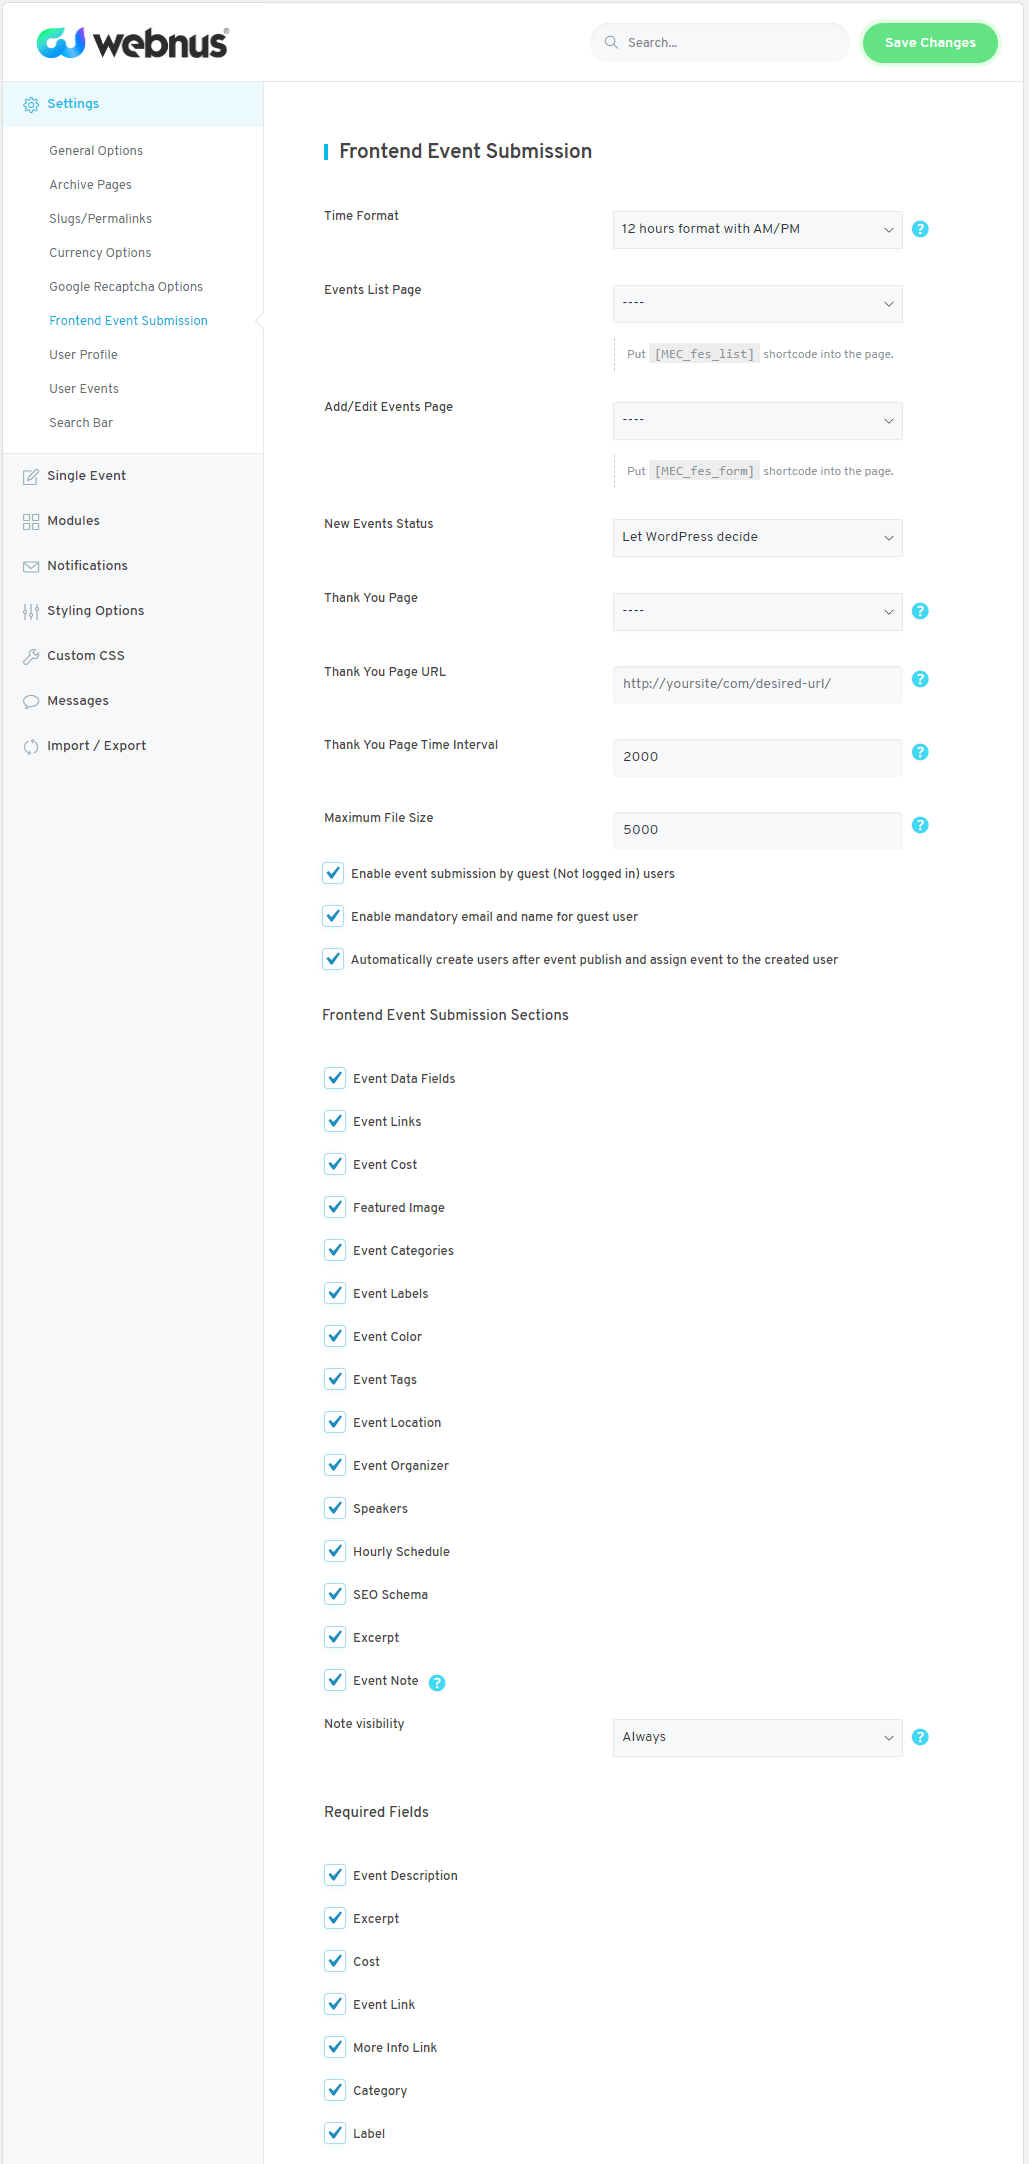 webnus®
Search...
Save Changes
Settings
General Options
Archive Pages
Slugs/Permalinks
Currency Options
Google Recaptcha Options
Frontend Event Submission
User Profile
User Events
Search Bar
Single Event
Modules
Notifications
Styling Options
Custom CSS
Messages
Import / Export
Frontend Event Submission
Time Format
12 hours format with AM/PM
?
Events List Page
----
Put [MEC_fes_list] shortcode into the page.
Add/Edit Events Page
----
Put [MEC_fes_form] shortcode into the page.
New Events Status
Let WordPress decide
Thank You Page
----
?
Thank You Page URL
http://yoursite/com/desired-url/
?
Thank You Page Time Interval
2000
?
Maximum File Size
5000
?
Enable event submission by guest (Not logged in) users
Enable mandatory email and name for guest user
Automatically create users after event publish and assign event to the created user
Frontend Event Submission Sections
Event Data Fields
Event Links
Event Cost
Featured Image
Event Categories
Event Labels
Event Color
Event Tags
Event Location
Event Organizer
Speakers
Hourly Schedule
SEO Schema
Excerpt
Event Note ?
Note visibility
Always
?
Required Fields
Event Description
Excerpt
Cost
Event Link
More Info Link
Category
Label